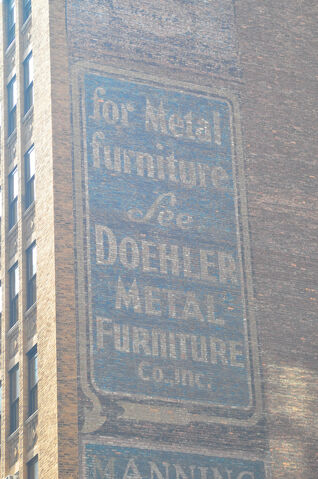 for Metal
furniture
See
DOEHLER
METAL
FURNITURE
Co., Inc.
MANNING